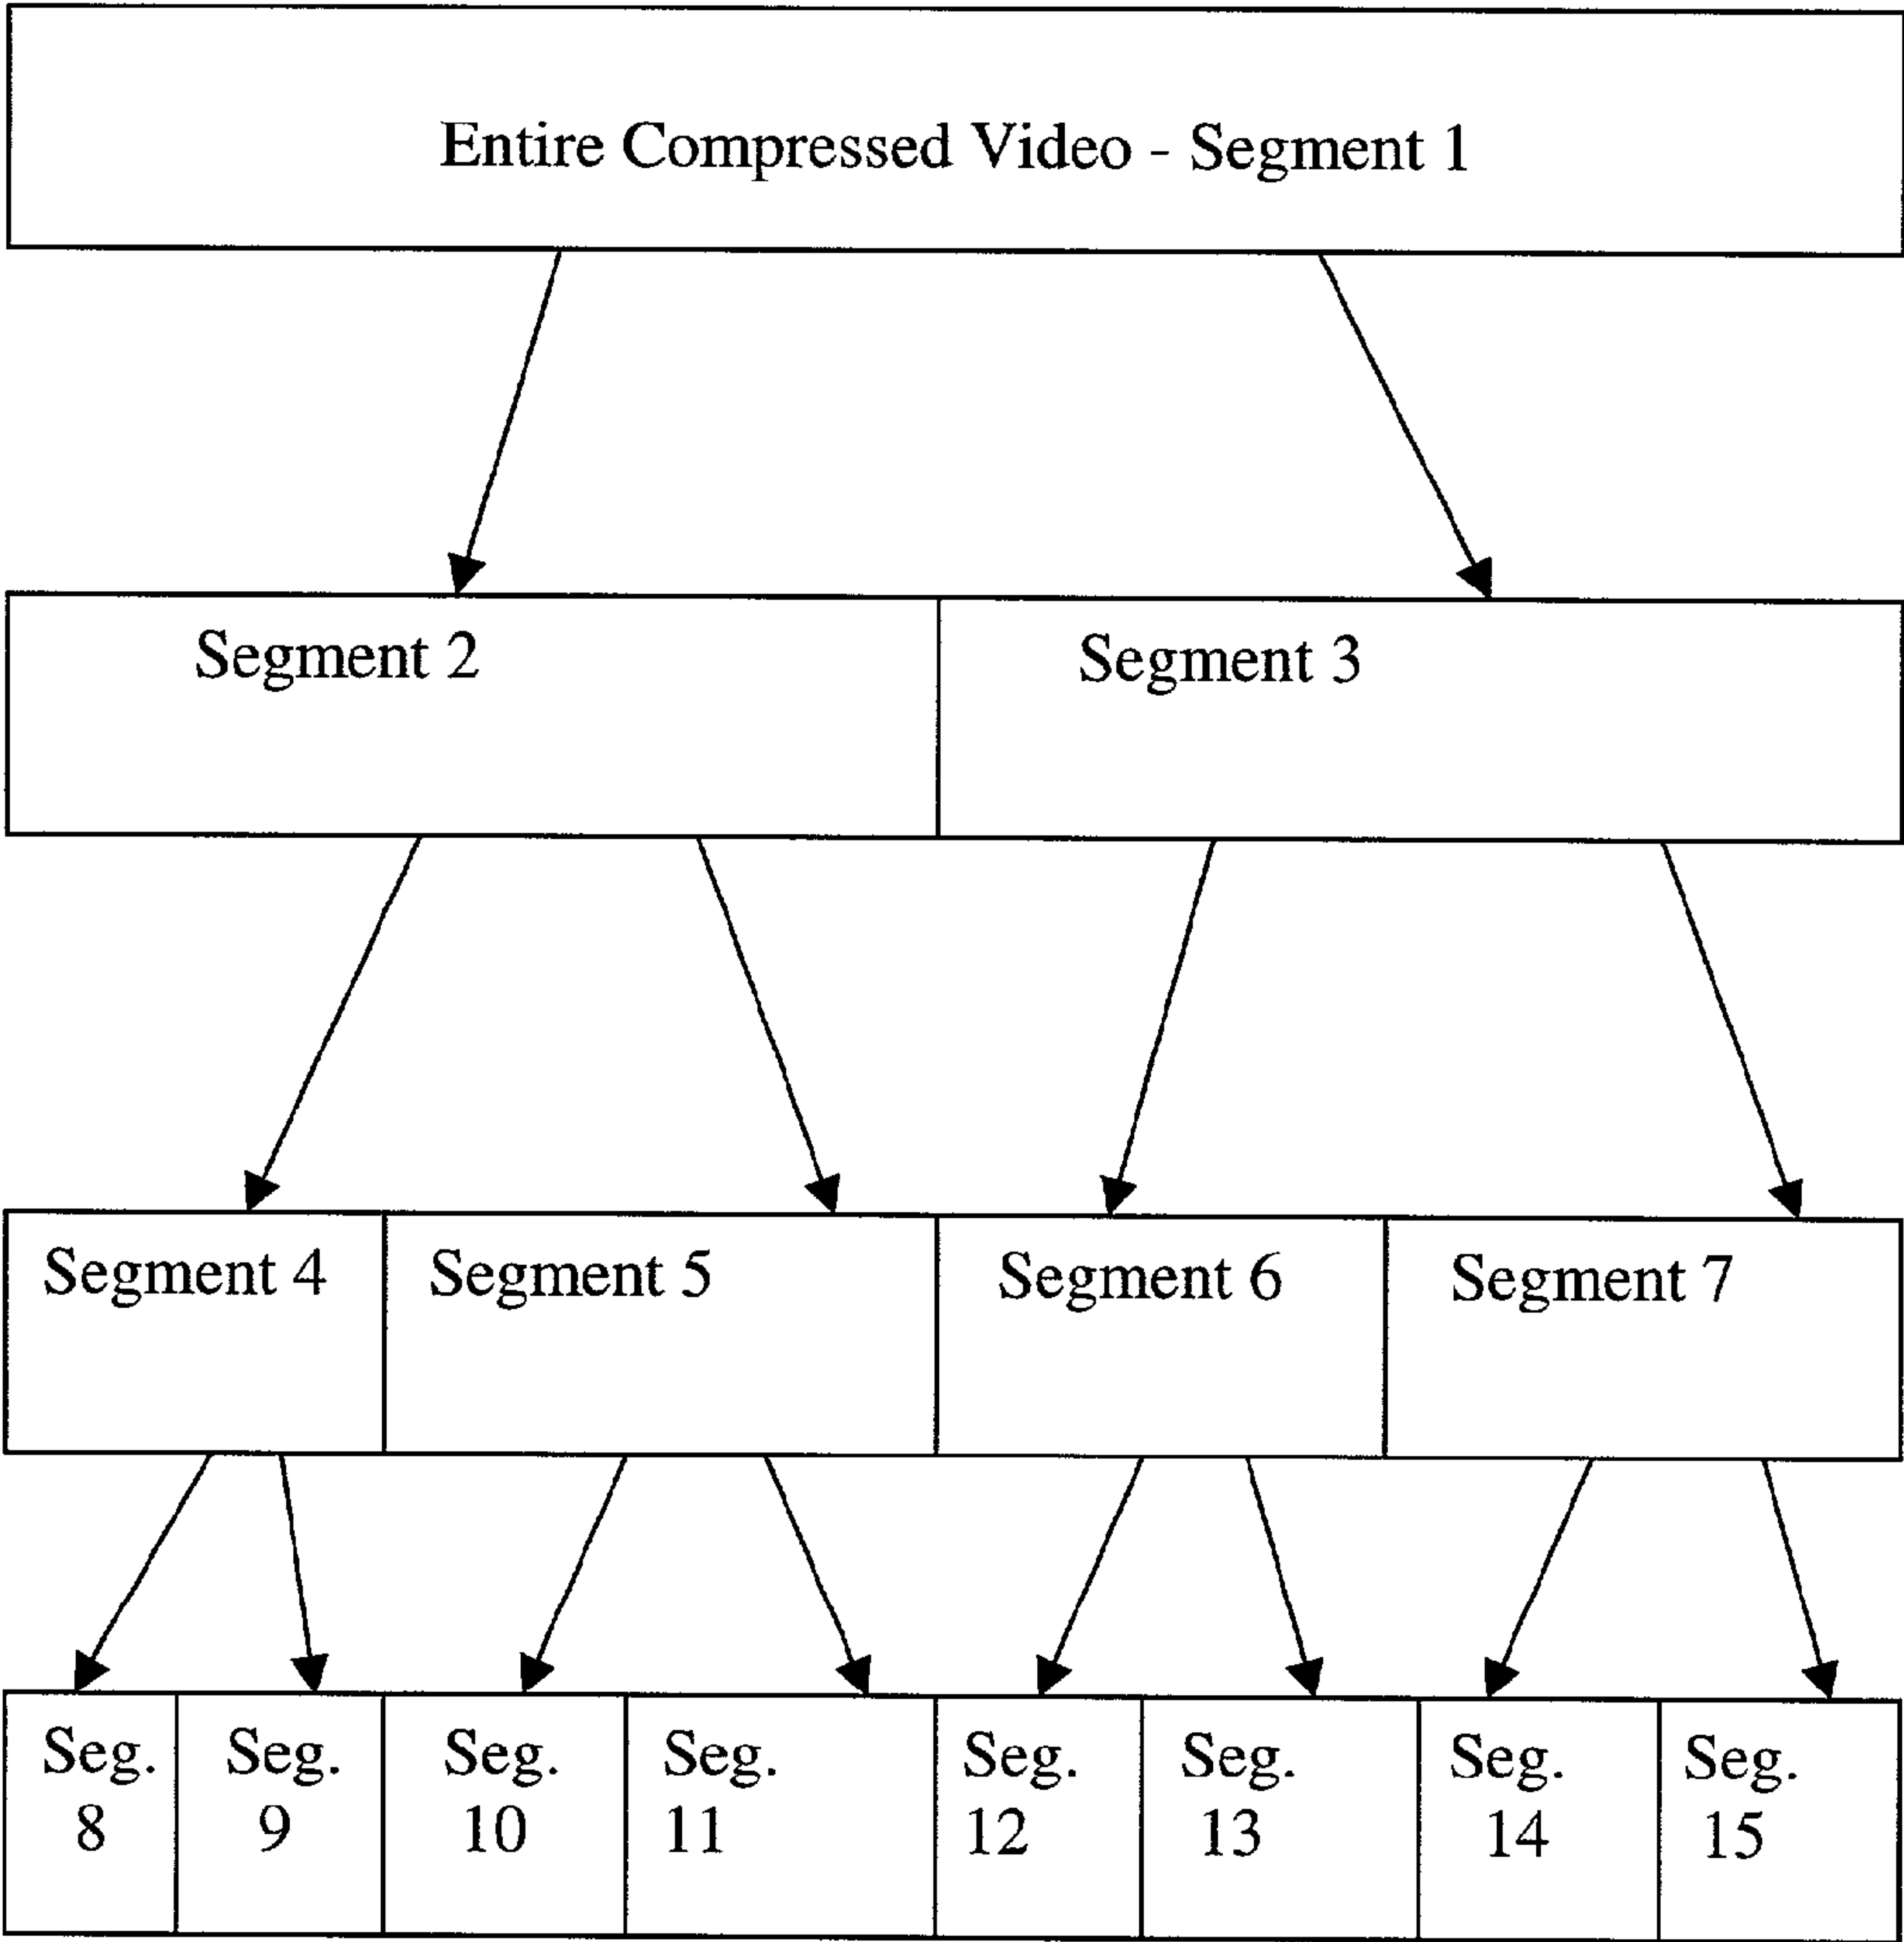 Entire Compressed Video - Segment 1
Segment 2
Segment 3
Segment 4
Segment 5
Segment 6
Segment 7
Seg.
8
Seg.
9
Seg.
10
Seg.
11
Seg.
12
Seg.
13
Seg.
14
Seg.
15